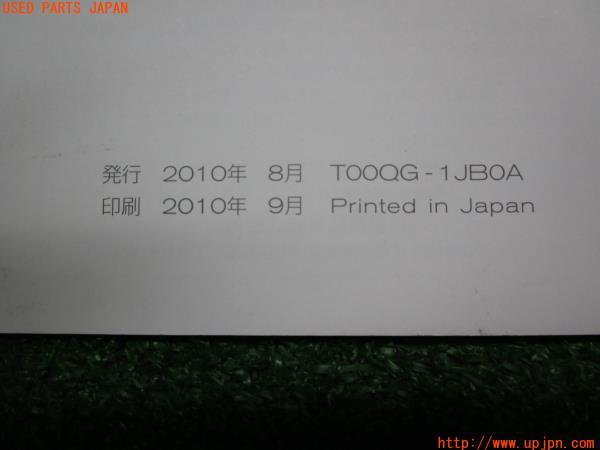 USED PARTS JAPAN
発行 2010年 8月 T00QG-1JB0A
印刷 2010年 9月 Printed in Japan
http://www.upjpn.com/